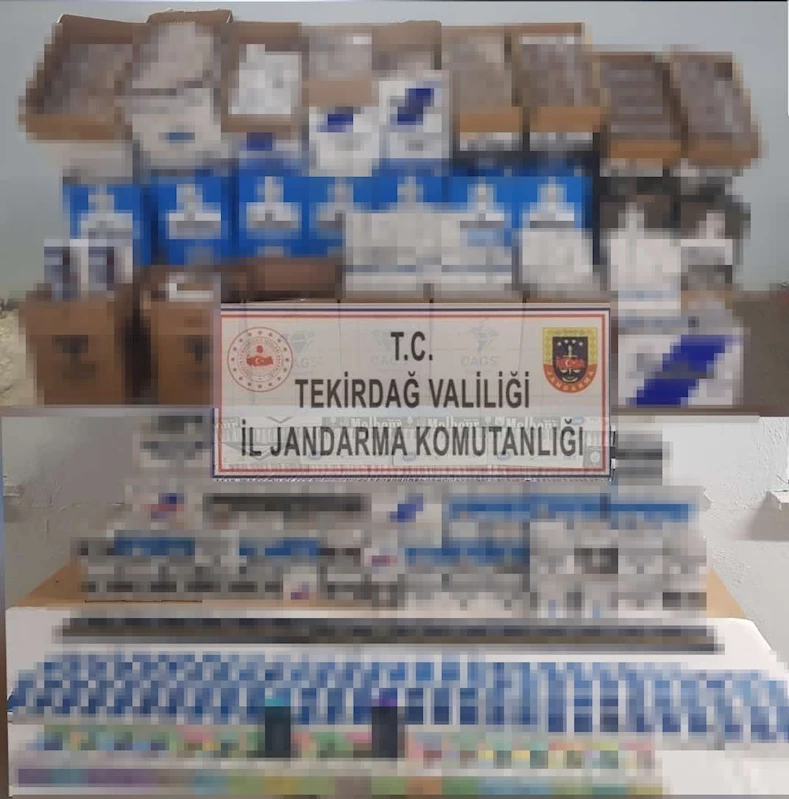 T.C.
TEKİRDAĞ VALİLİĞİ
İL JANDARMA KOMUTANLIĞI